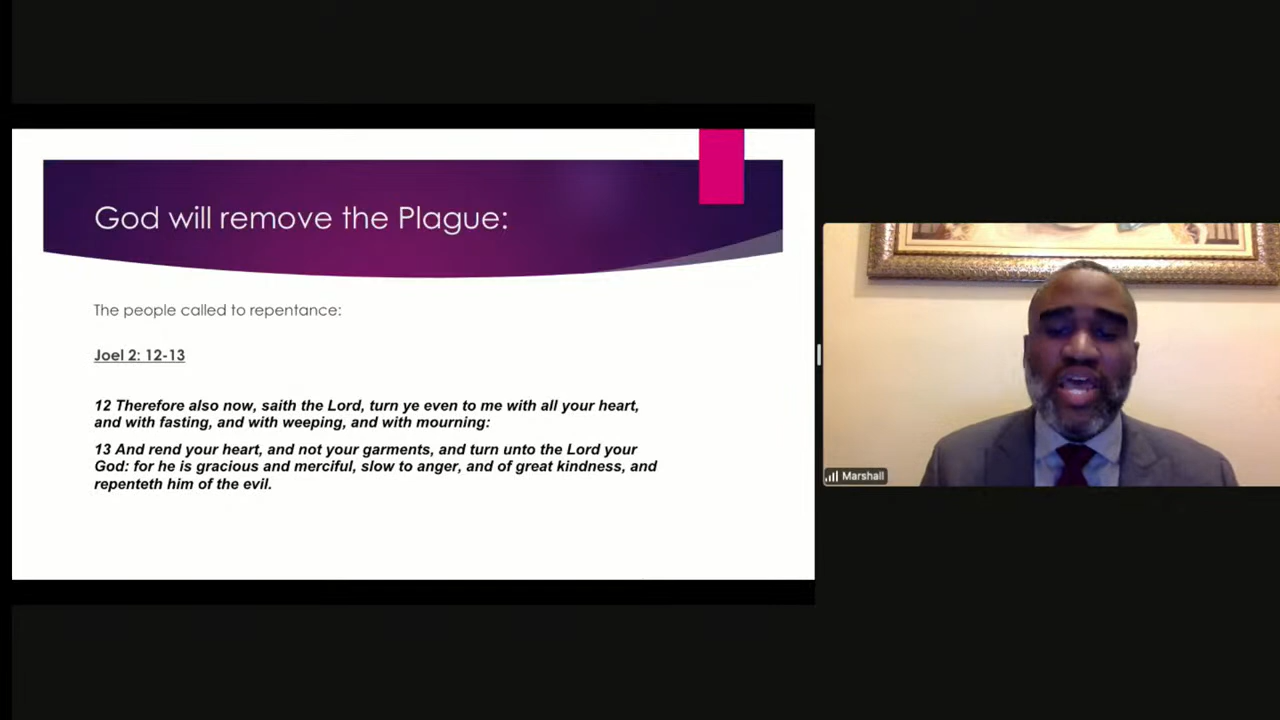 God will remove the Plague:
The people called to repentance:
Joel 2: 12-13
12 Therefore also now, saith the Lord, turn ye even to me with all your heart,
and with fasting, and with weeping, and with mourning:
13 And rend your heart, and not your garments, and turn unto the Lord your
God: for he is gracious and merciful, slow to anger, and of great kindness, and
repenteth him of the evil.
Marshall